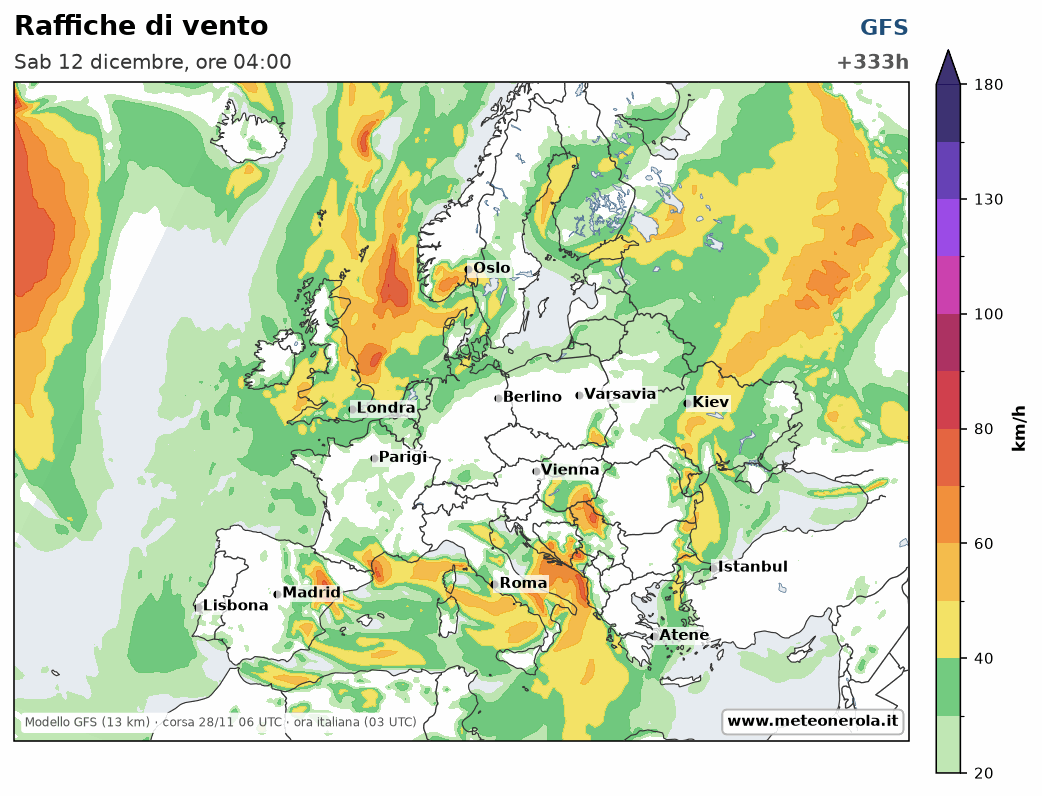 Raffiche di vento
GFS
Sab 12 dicembre, ore 04:00
+333h
Oslo
Londra
Berlino
Varsavia
Kiev
Parigi
Vienna
Istanbul
Roma
Madrid
Lisbona
Atene
Modello GFS (13 km) · corsa 28/11 06 UTC · ora italiana (03 UTC)
www.meteonerola.it
180
130
100
80
60
40
20
km/h